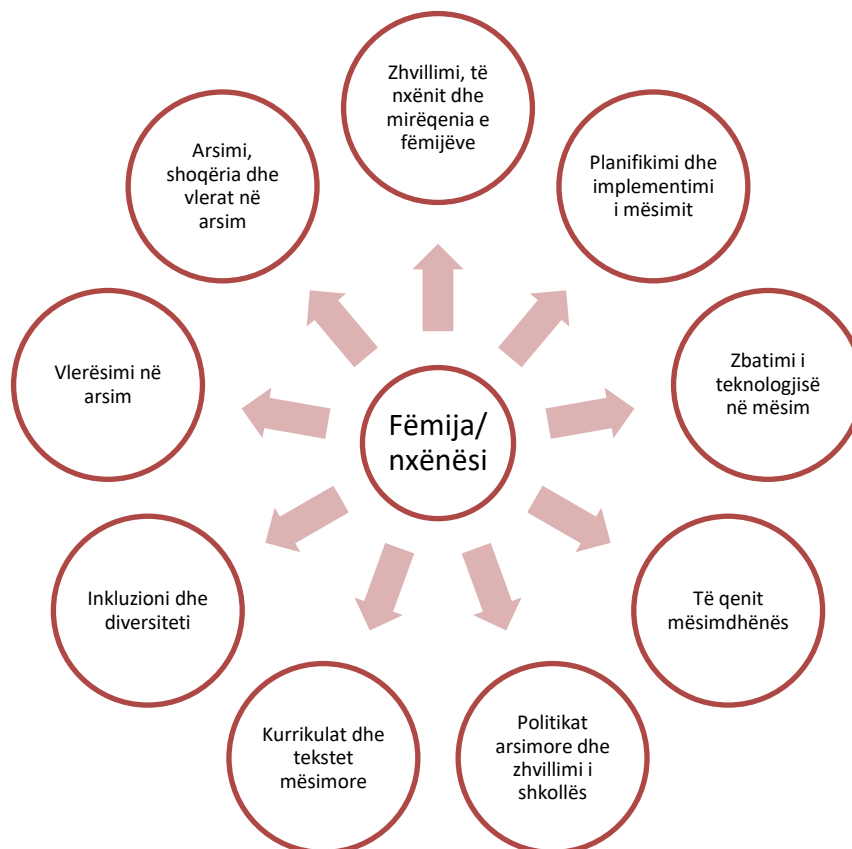 Zhvillimi, të
nxënit dhe
mirëqenia e
fëmijëve
Planifikimi dhe
implementimi
i mësimit
Zbatimi i
teknologjisë
në mësim
Të qenit
mësimdhënës
Politikat
arsimore dhe
zhvillimi i
shkollës
Kurrikulat dhe
tekstet
mësimore
Inkluzioni dhe
diversiteti
Vlerësimi në
arsim
Arsimi,
shoqëria dhe
vlerat në
arsim
Fëmija/
nxënësi